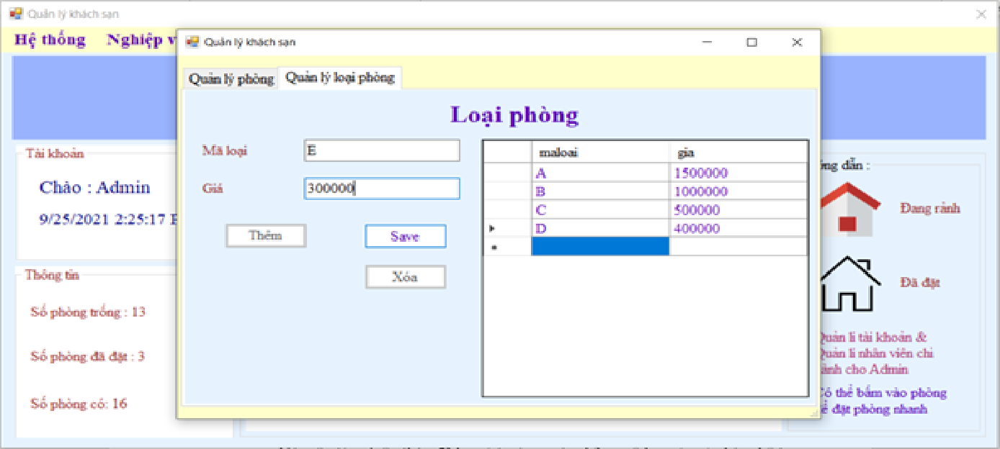 Quản lý khách sạn
Hệ thống Nghiệp v
Quản lý khách sạn
Quản lý phòng Quản lý loại phòng
Loại phòng
Mã loại E
Giá 300000
Thêm Save
Xóa
maloai gia
A 1500000
B 1000000
C 500000
D 400000
Tài khoản
Chào : Admin
9/25/2021 2:25:17
Thông tin
Số phòng trống : 13
Số phòng đã đặt : 3
Số phòng có: 16
dẫn :
Đang rảnh
Đã đặt
Quản lí tài khoản &
Quản lí nhân viên chỉ
cho Admin
Có thể bấm vào phòng
đặt phòng nhanh